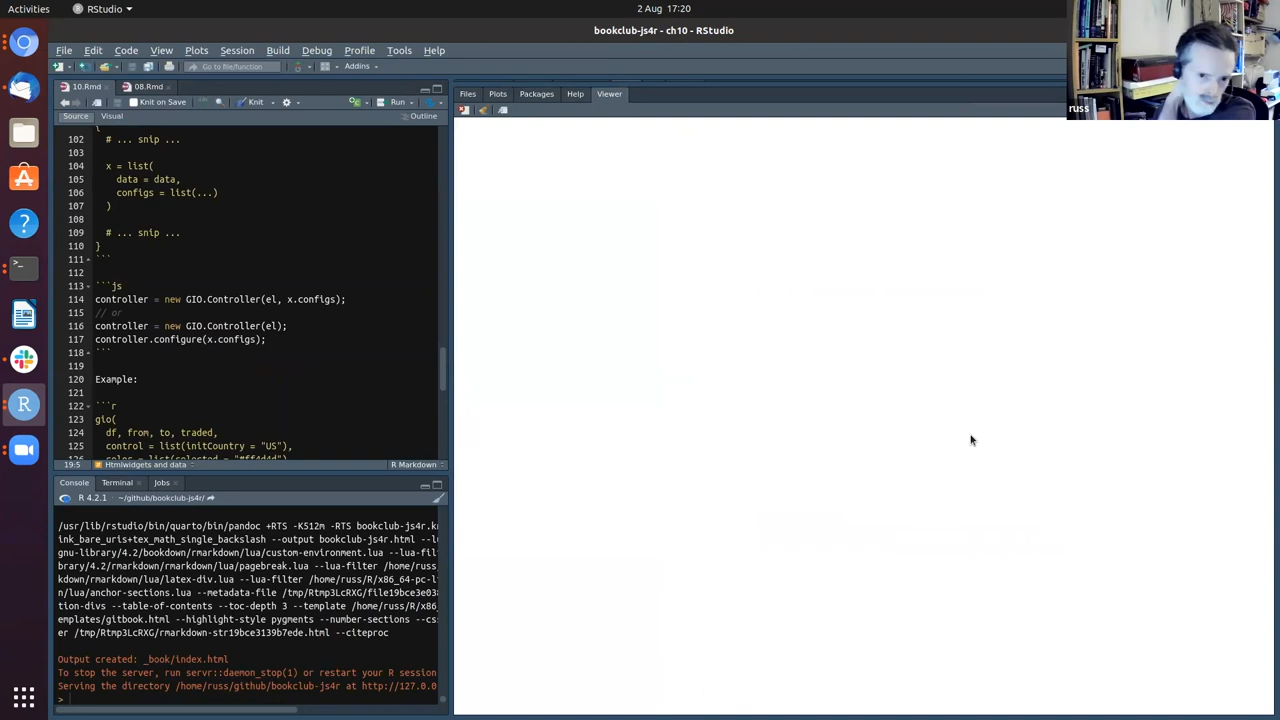 Activities
RStudio
2 Aug 17:20
bookclub-js4r - ch10 - RStudio
File Edit Code View Plots Session Build Debug Profile Tools Help
Go to file/function
Addins
10.Rmd
08.Rmd
Knit on Save
Knit
Run
Source
Visual
Outline
{
102 # ... snip ...
103
104 x = list(
105 data = data,
106 configs = list(...)
107 )
108
109 # ... snip ...
110 }
111 ```
112
113 ```js
114 controller = new GIO.Controller(el, x.configs);
115 // or
116 controller = new GIO.Controller(el);
117 controller.configure(x.configs);
118 ```
119
120 Example:
121
122 ```r
123 gio(
124 df, from, to, traded,
125 control = list(initCountry = "US"),
126 color = list(selected = "#ff4d4d")
19:5
Htmlwidgets and data
R Markdown
Console
Terminal
Jobs
R 4.2.1 · ~/github/bookclub-js4r/
/usr/lib/rstudio/bin/quarto/bin/pandoc +RTS -K512m -RTS bookclub-js4r.k
ink_bare_uris+tex_math_single_backslash --output bookclub-js4r.html --l
gnu-library/4.2/bookdown/rmarkdown/lua/custom-environment.lua --lua-fil
brary/4.2/rmarkdown/rmarkdown/lua/pagebreak.lua --lua-filter /home/rus
kdown/rmarkdown/lua/latex-div.lua --lua-filter /home/russ/R/x86_64-pc-l
n/lua/anchor-sections.lua --metadata-file /tmp/Rtmp3LcRXG/file19bce3e03
tion-divs --table-of-contents --toc-depth 3 --template /home/russ/R/x86
emplates/gitbook.html --highlight-style pygments --number-sections --cs
er /tmp/Rtmp3LcRXG/rmarkdown-str19bce3139b7ede.html --citeproc
Output created: _book/index.html
To stop the server, run servr::daemon_stop(1) or restart your R session
Serving the directory /home/russ/github/bookclub-js4r at http://127.0.0
>
Files
Plots
Packages
Help
Viewer
russ